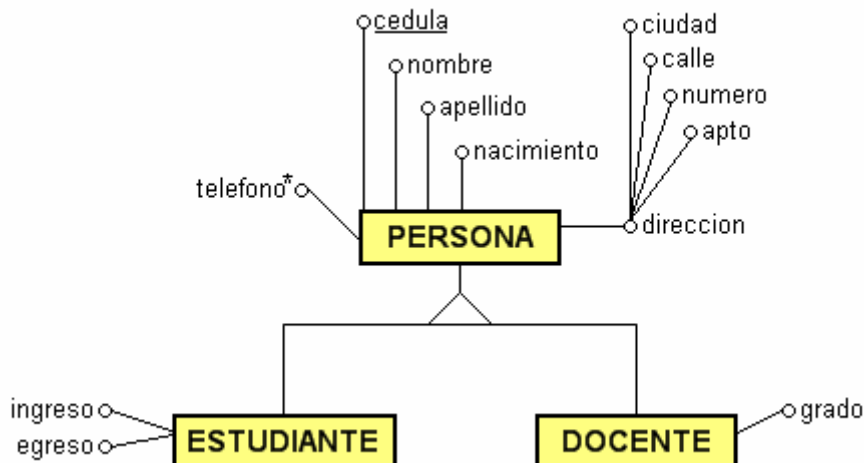 cedula
nombre
apellido
nacimiento
ciudad
calle
numero
apto
telefono*
PERSONA
direccion
ingreso
egreso
ESTUDIANTE
DOCENTE
grado